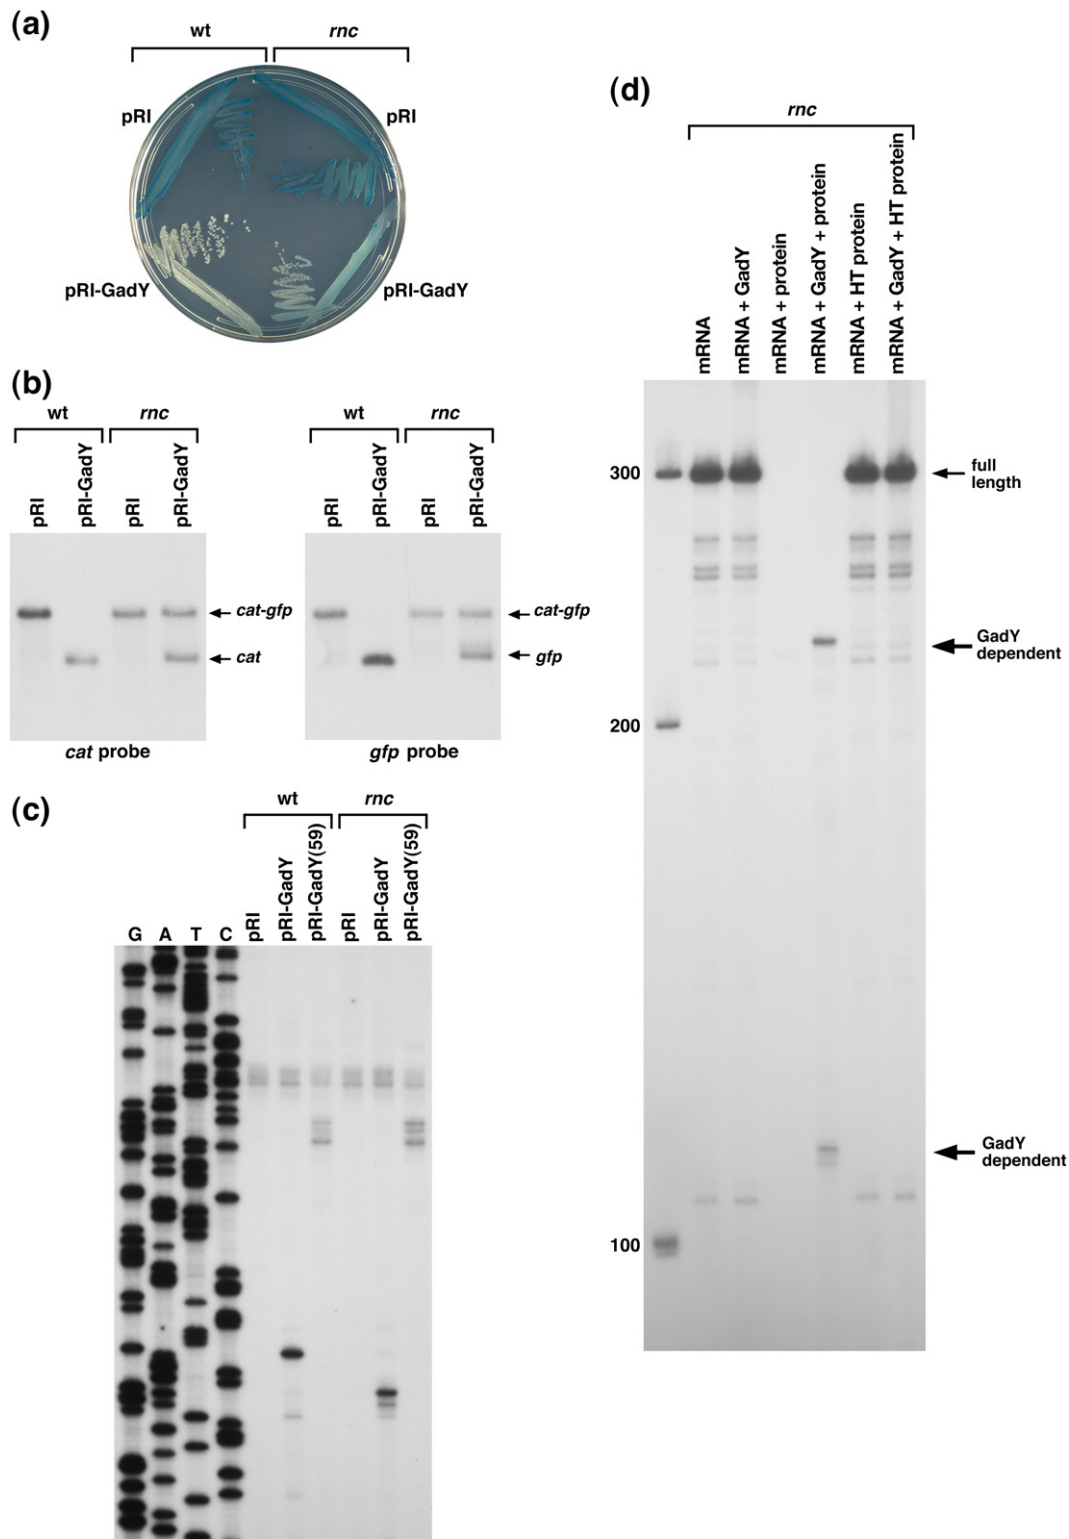 (a)
wt rnc
pRI pRI
pRI-GadY pRI-GadY
(b)
wt rnc wt rnc
pRI pRI-GadY pRI pRI-GadY pRI pRI-GadY pRI pRI-GadY
cat-gfp cat-gfp
cat gfp
cat probe gfp probe
(c)
wt rnc
pRI pRI-GadY pRI-GadY(59) pRI pRI-GadY pRI-GadY(59)
G A T C
(d)
rnc
mRNA mRNA + GadY mRNA + protein mRNA + GadY + protein mRNA + HT protein mRNA + GadY + HT protein
300 full
length
GadY
dependent
200
GadY
dependent
100